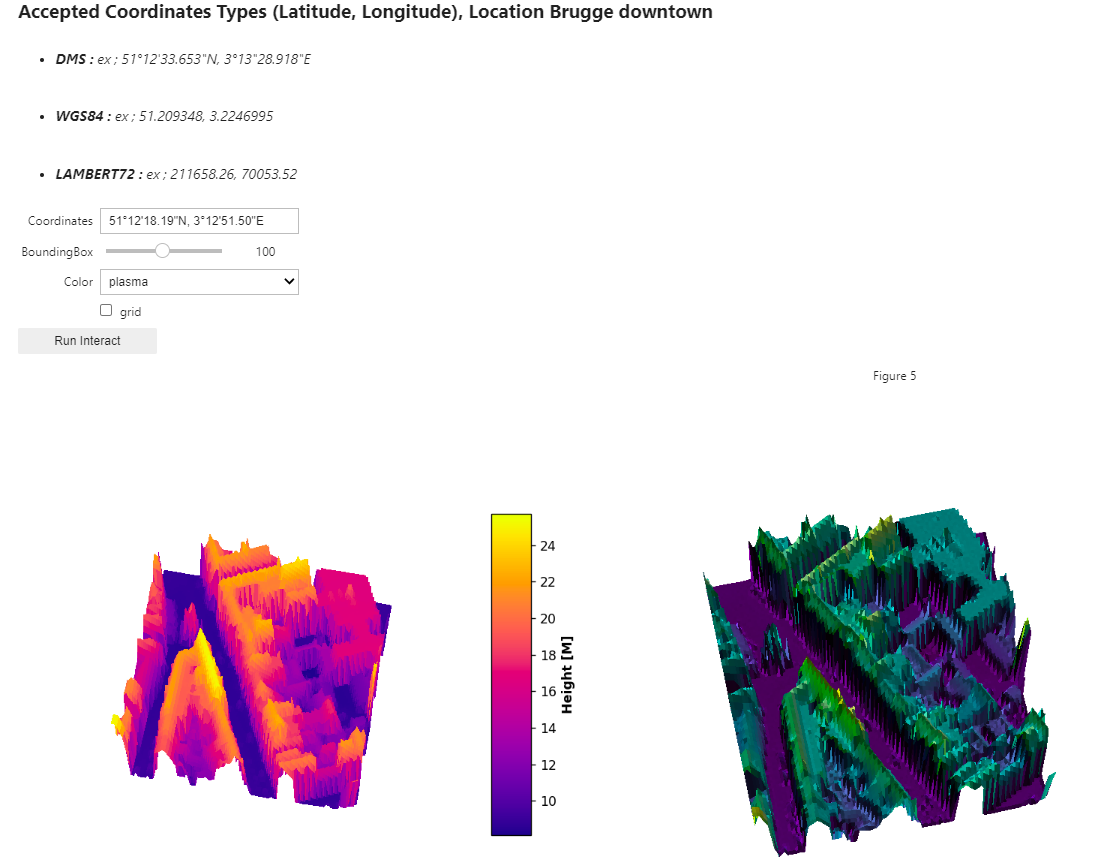 Accepted Coordinates Types (Latitude, Longitude), Location Brugge downtown
• DMS : ex ; 51°12'33.653"N, 3°13"28.918"E
• WGS84 : ex ; 51.209348, 3.2246995
• LAMBERT72 : ex ; 211658.26, 70053.52
Coordinates 51°12'18.19"N, 3°12'51.50"E
BoundingBox 100
Color plasma
grid
Run Interact
Figure 5
24
22
20
18
16
14
12
10
Height [M]